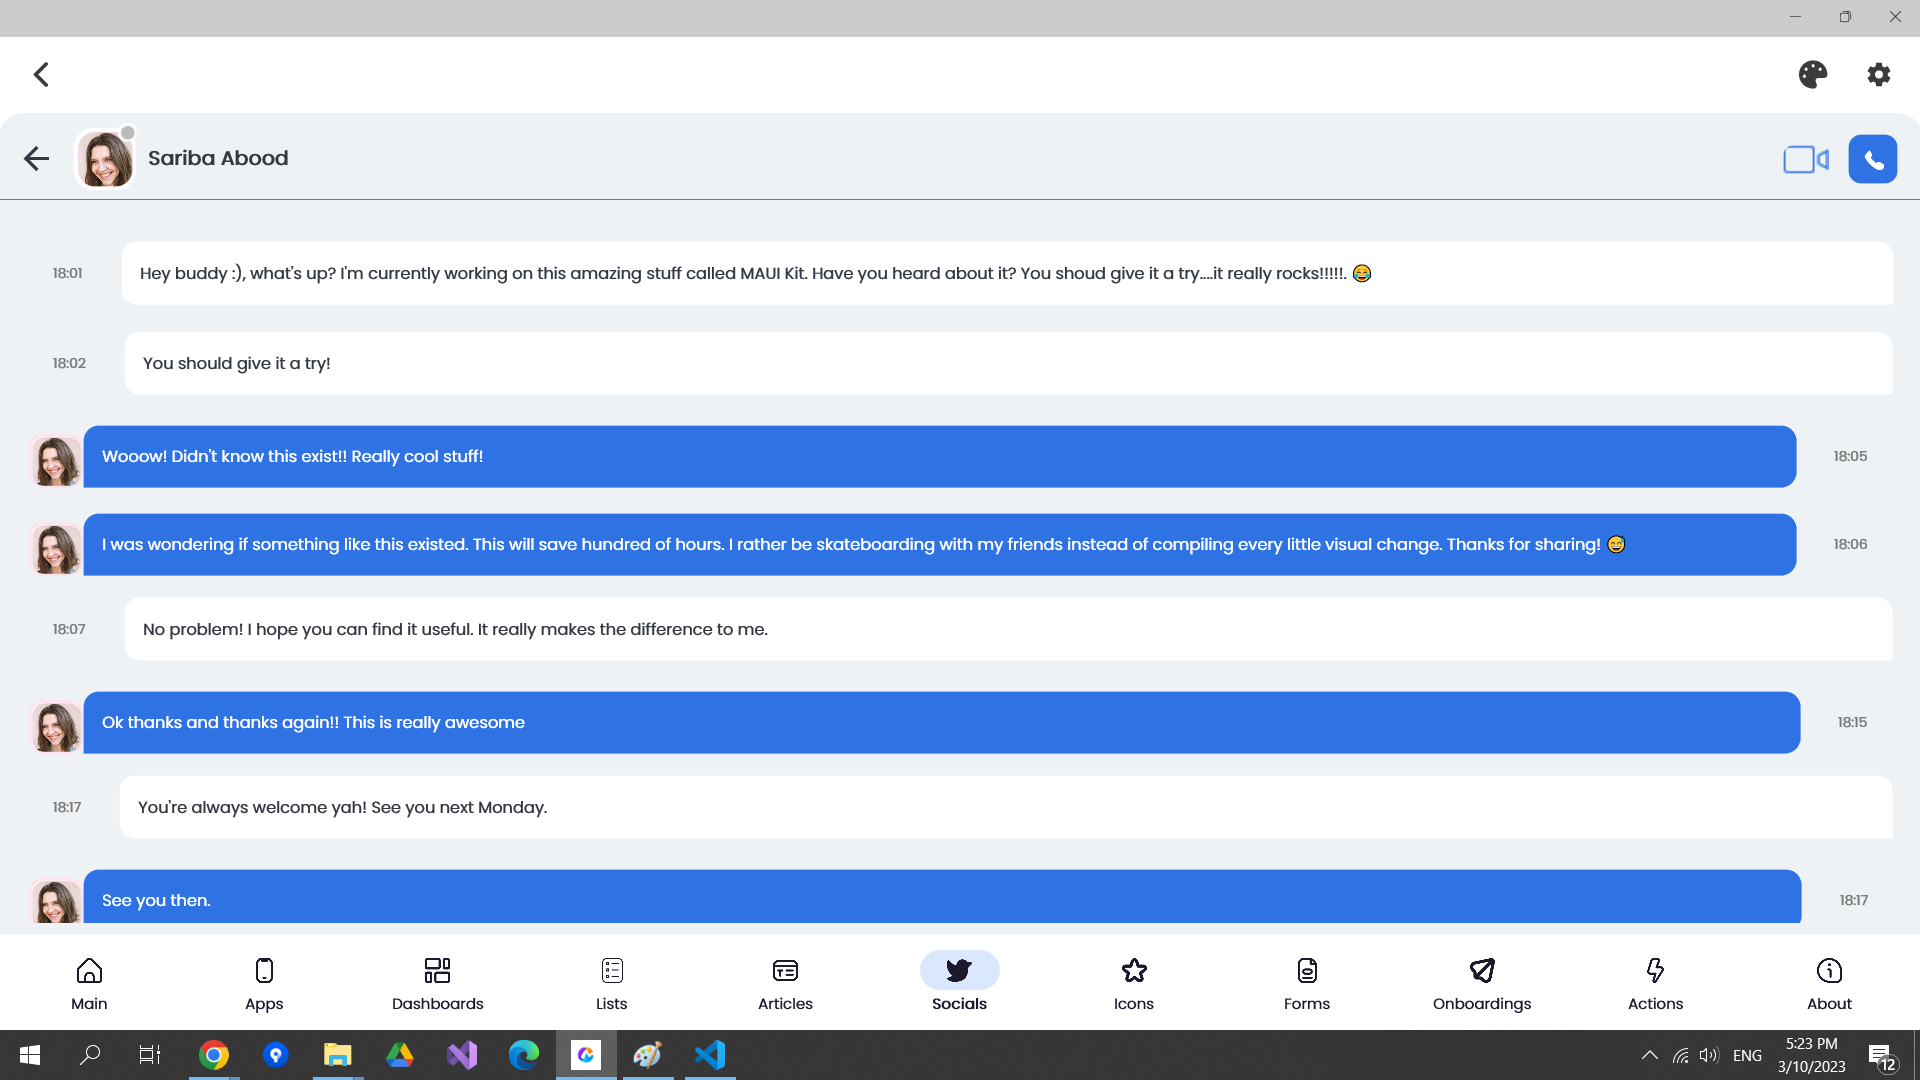 Sariba Abood
18:01
Hey buddy :), what's up? I'm currently working on this amazing stuff called MAUI Kit. Have you heard about it? You shoud give it a try....it really rocks!!!!!. 😂
18:02
You should give it a try!
Wooow! Didn't know this exist!! Really cool stuff!
18:05
I was wondering if something like this existed. This will save hundred of hours. I rather be skateboarding with my friends instead of compiling every little visual change. Thanks for sharing! 😅
18:06
18:07
No problem! I hope you can find it useful. It really makes the difference to me.
Ok thanks and thanks again!! This is really awesome
18:15
18:17
You're always welcome yah! See you next Monday.
See you then.
18:17
Main
Apps
Dashboards
Lists
Articles
Socials
Icons
Forms
Onboardings
Actions
About
ENG
5:23 PM
3/10/2023
12